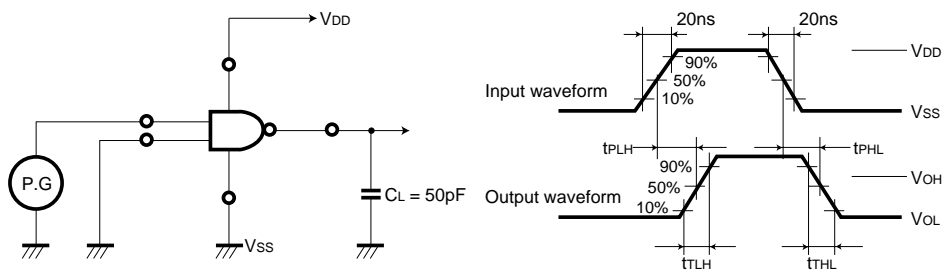 VDD
P.G
CL = 50pF
VSS
20ns
20ns
VDD
90%
50%
10%
Input waveform
VSS
tPLH
tPHL
90%
50%
10%
VOH
Output waveform
VOL
tTLH
tTHL